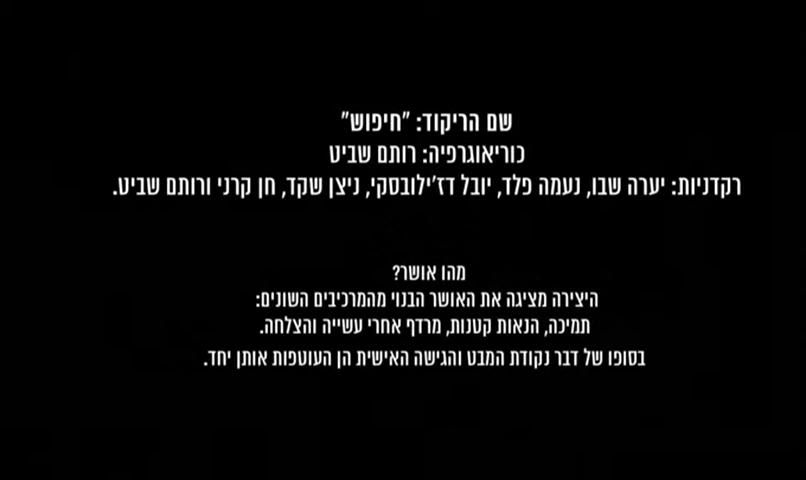 שם הריקוד: "חיפוש"
כוריאוגרפיה: רותם שביט
רקדניות: יערה שבו, נעמה פלד, יובל דז'ילובסקי, ניצן שקד, חן קרני ורותם שביט.
מהו אושר?
היצירה מציגה את האושר הבנוי מהמרכיבים השונים:
תמיכה, הנאות קטנות, מרדף אחרי עשייה והצלחה.
בסופו של דבר נקודת המבט והגישה האישית הן העוטפות אותן יחד.